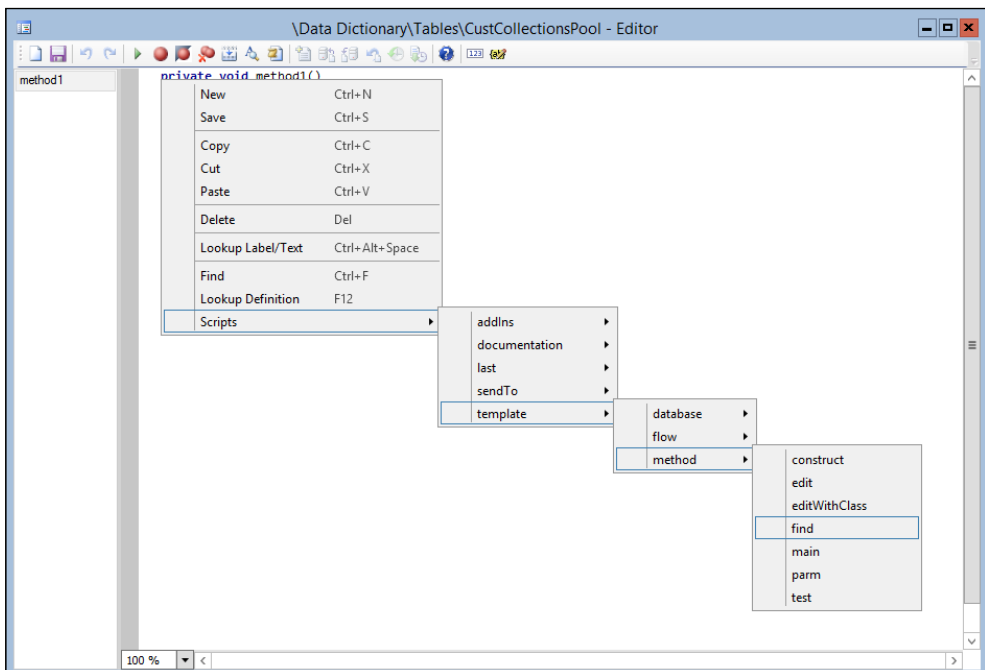 \Data Dictionary\Tables\CustCollectionsPool - Editor
123
method1
private void method1()
New Ctrl+N
Save Ctrl+S
Copy Ctrl+C
Cut Ctrl+X
Paste Ctrl+V
Delete Del
Lookup Label/Text Ctrl+Alt+Space
Find Ctrl+F
Lookup Definition F12
Scripts
addIns
documentation
last
sendTo
template
database
flow
method
construct
edit
editWithClass
find
main
parm
test
100 %